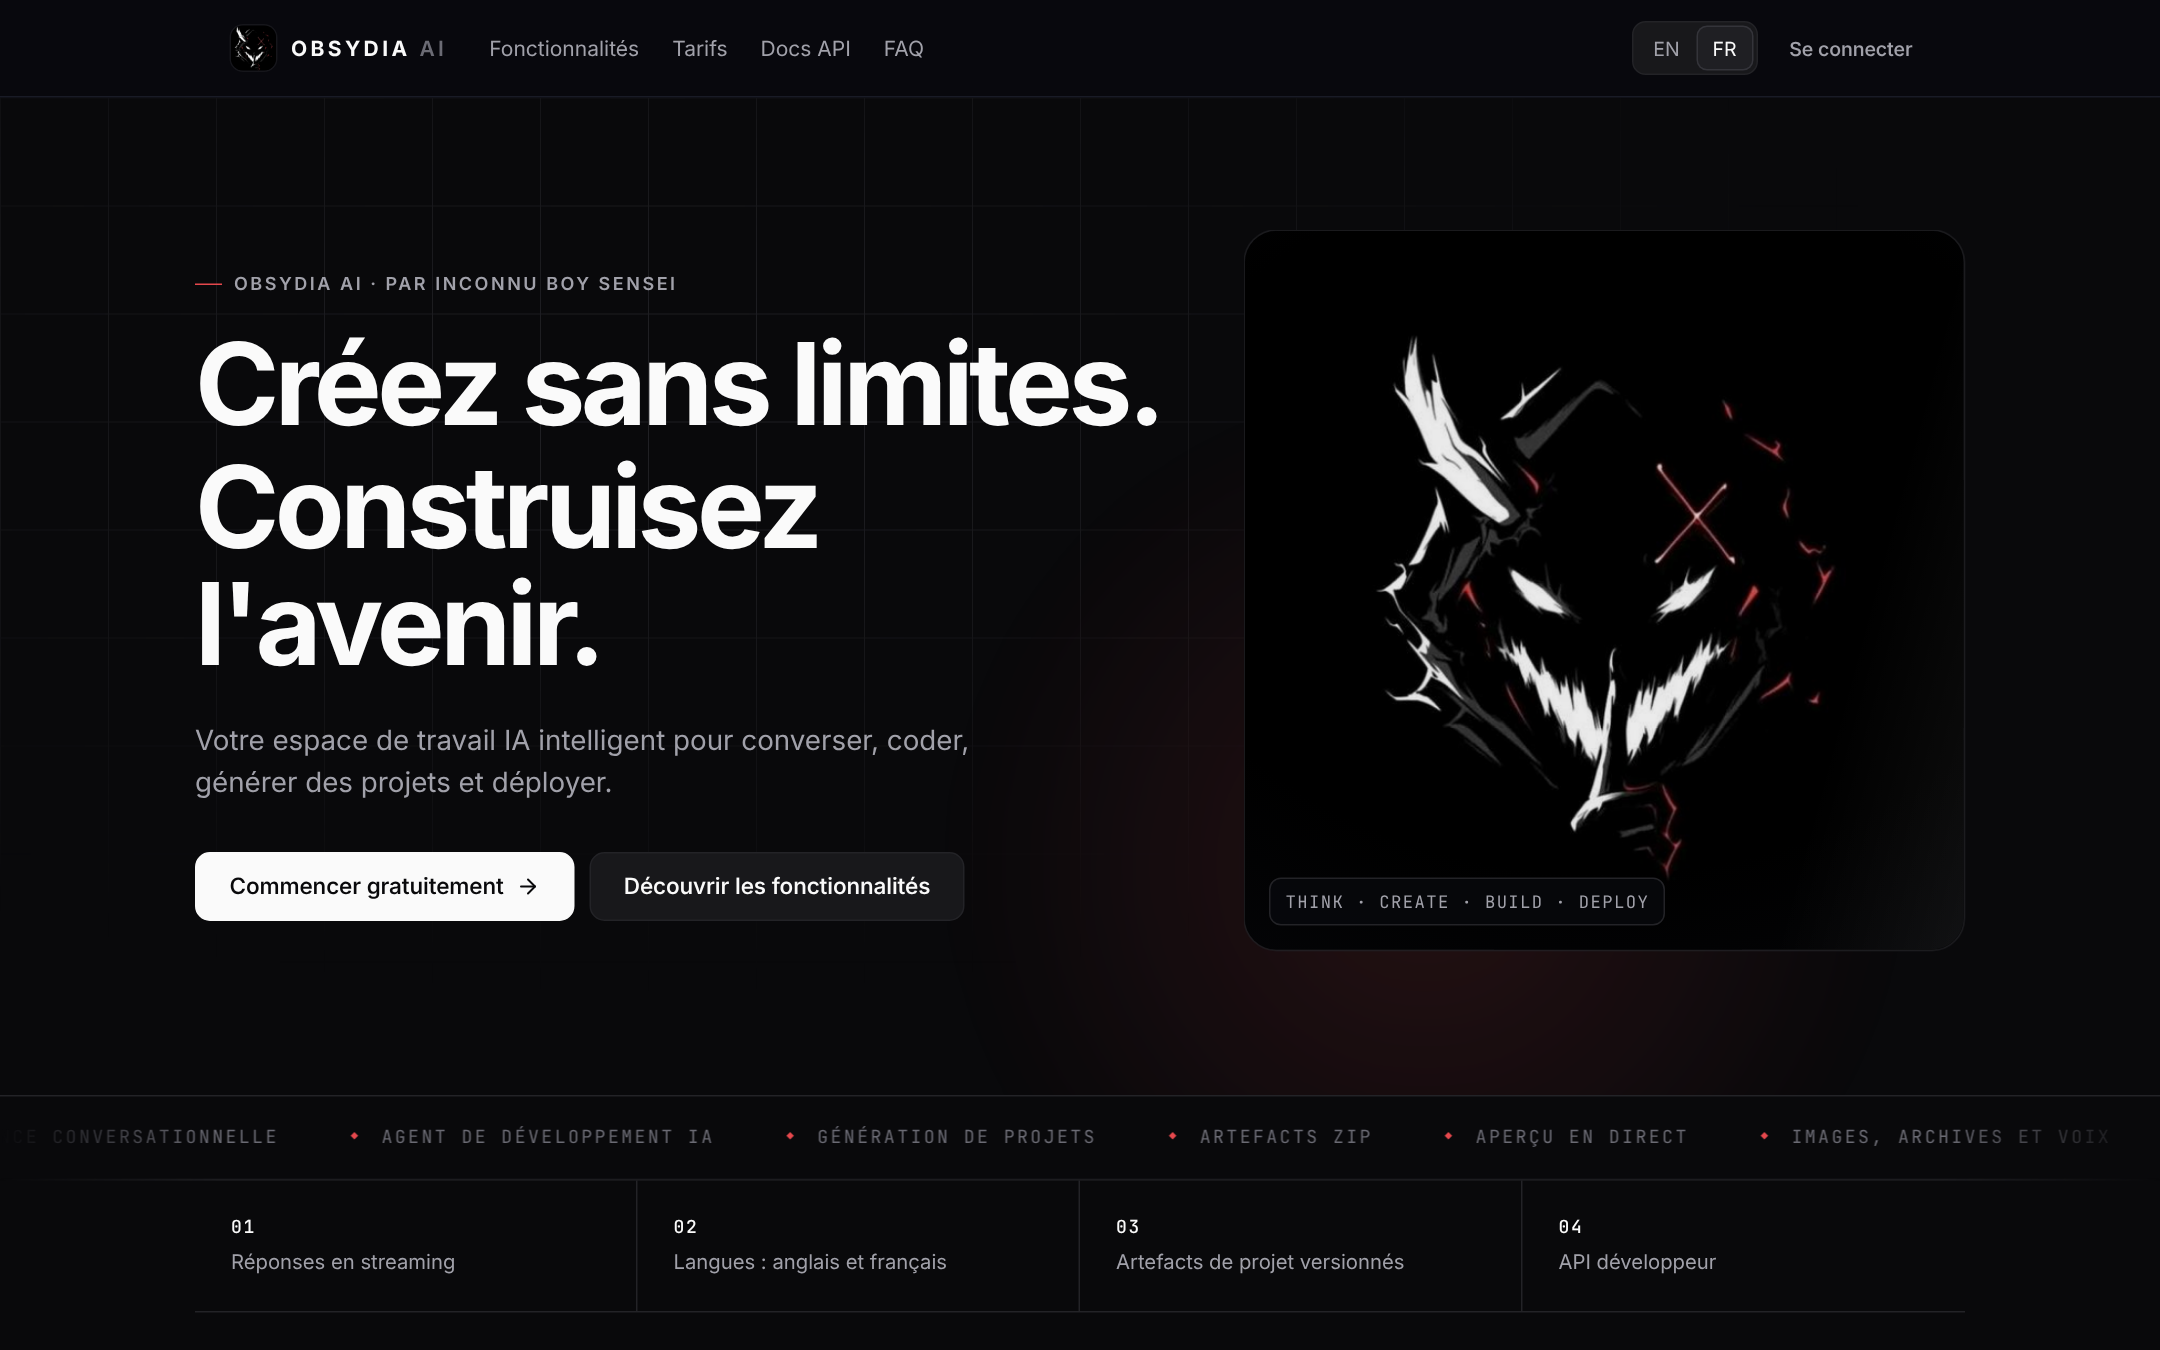 OBSYDIA AI
Fonctionnalités
Tarifs
Docs API
FAQ
EN
FR
Se connecter
OBSYDIA AI · PAR INCONNU BOY SENSEI
Créez sans limites.
Construisez
l'avenir.
Votre espace de travail IA intelligent pour converser, coder,
générer des projets et déployer.
Commencer gratuitement →
Découvrir les fonctionnalités
THINK · CREATE · BUILD · DEPLOY
CE CONVERSATIONNELLE
AGENT DE DÉVELOPPEMENT IA
GÉNÉRATION DE PROJETS
ARTEFACTS ZIP
APERÇU EN DIRECT
IMAGES, ARCHIVES ET VOIX
01
Réponses en streaming
02
Langues : anglais et français
03
Artefacts de projet versionnés
04
API développeur